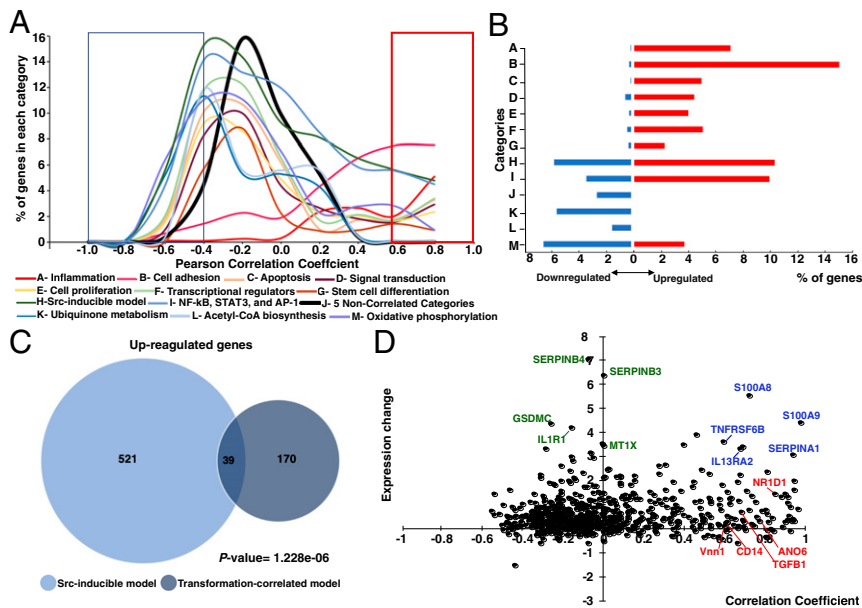 A
% of genes in each category
16
14
12
10
8
6
4
2
0
-1.0 -0.8 -0.6 -0.4 -0.2 0.0 0.2 0.4 0.6 0.8 1.0
Pearson Correlation Coeffcient
A- Inflammation B- Cell adhesion C- Apoptosis D- Signal transduction
E- Cell proliferation F- Transcriptional regulators G- Stem cell differentiation
H-Src-inducible model I- NF-kB, STAT3, and AP-1 J- 5 Non-Correlated Categories
K- Ubiquinone metabolism L- Acetyl-CoA biosynthesis M- Oxidative phosphorylation
B
Categories
A
B
C
D
E
F
G
H
I
J
K
L
M
8 6 4 2 0 0 2 4 6 8 10 12 14 16
Downregulated Upregulated
% of genes
C
Up-reagulated genes
521 39 170
P-value= 1.228e-06
Src-inducible model Transformation-correlated model
D
Expression change
8
7
6
5
4
3
2
-1
-2
-3
-1 -0.8 -0.6 -0.4 -0.2 0 0.2 0.4 0.6 0.8 1
SERPINB4
SERPINB3
S100A8
GSDMC
S100A9
TNFRSF6B
IL1R1
MT1X
SERPINA1
IL13RA2
NR1D1
Vnn1 CD14 ANO6
TGFB1
Correlation Coefficient